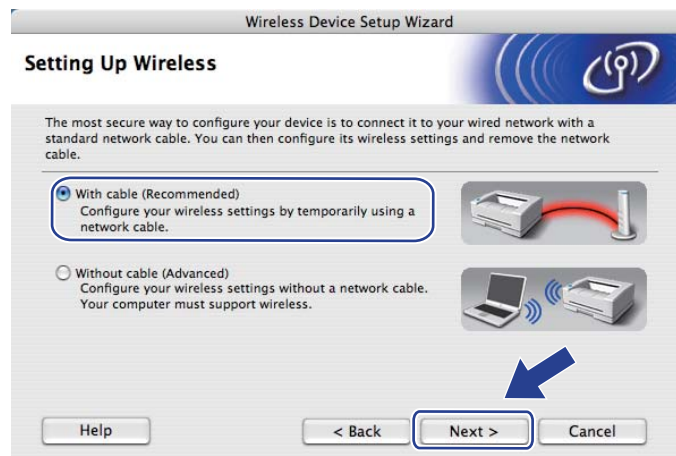 Wireless Device Setup Wizard
Setting Up Wireless
The most secure way to configure your device is to connect it to your wired network with a
standard network cable. You can then configure its wireless settings and remove the network
cable.
With cable (Recommended)
Configure your wireless settings by temporarily using a
network cable.
Without cable (Advanced)
Configure your wireless settings without a network cable.
Your computer must support wireless.
Help
< Back
Next >
Cancel